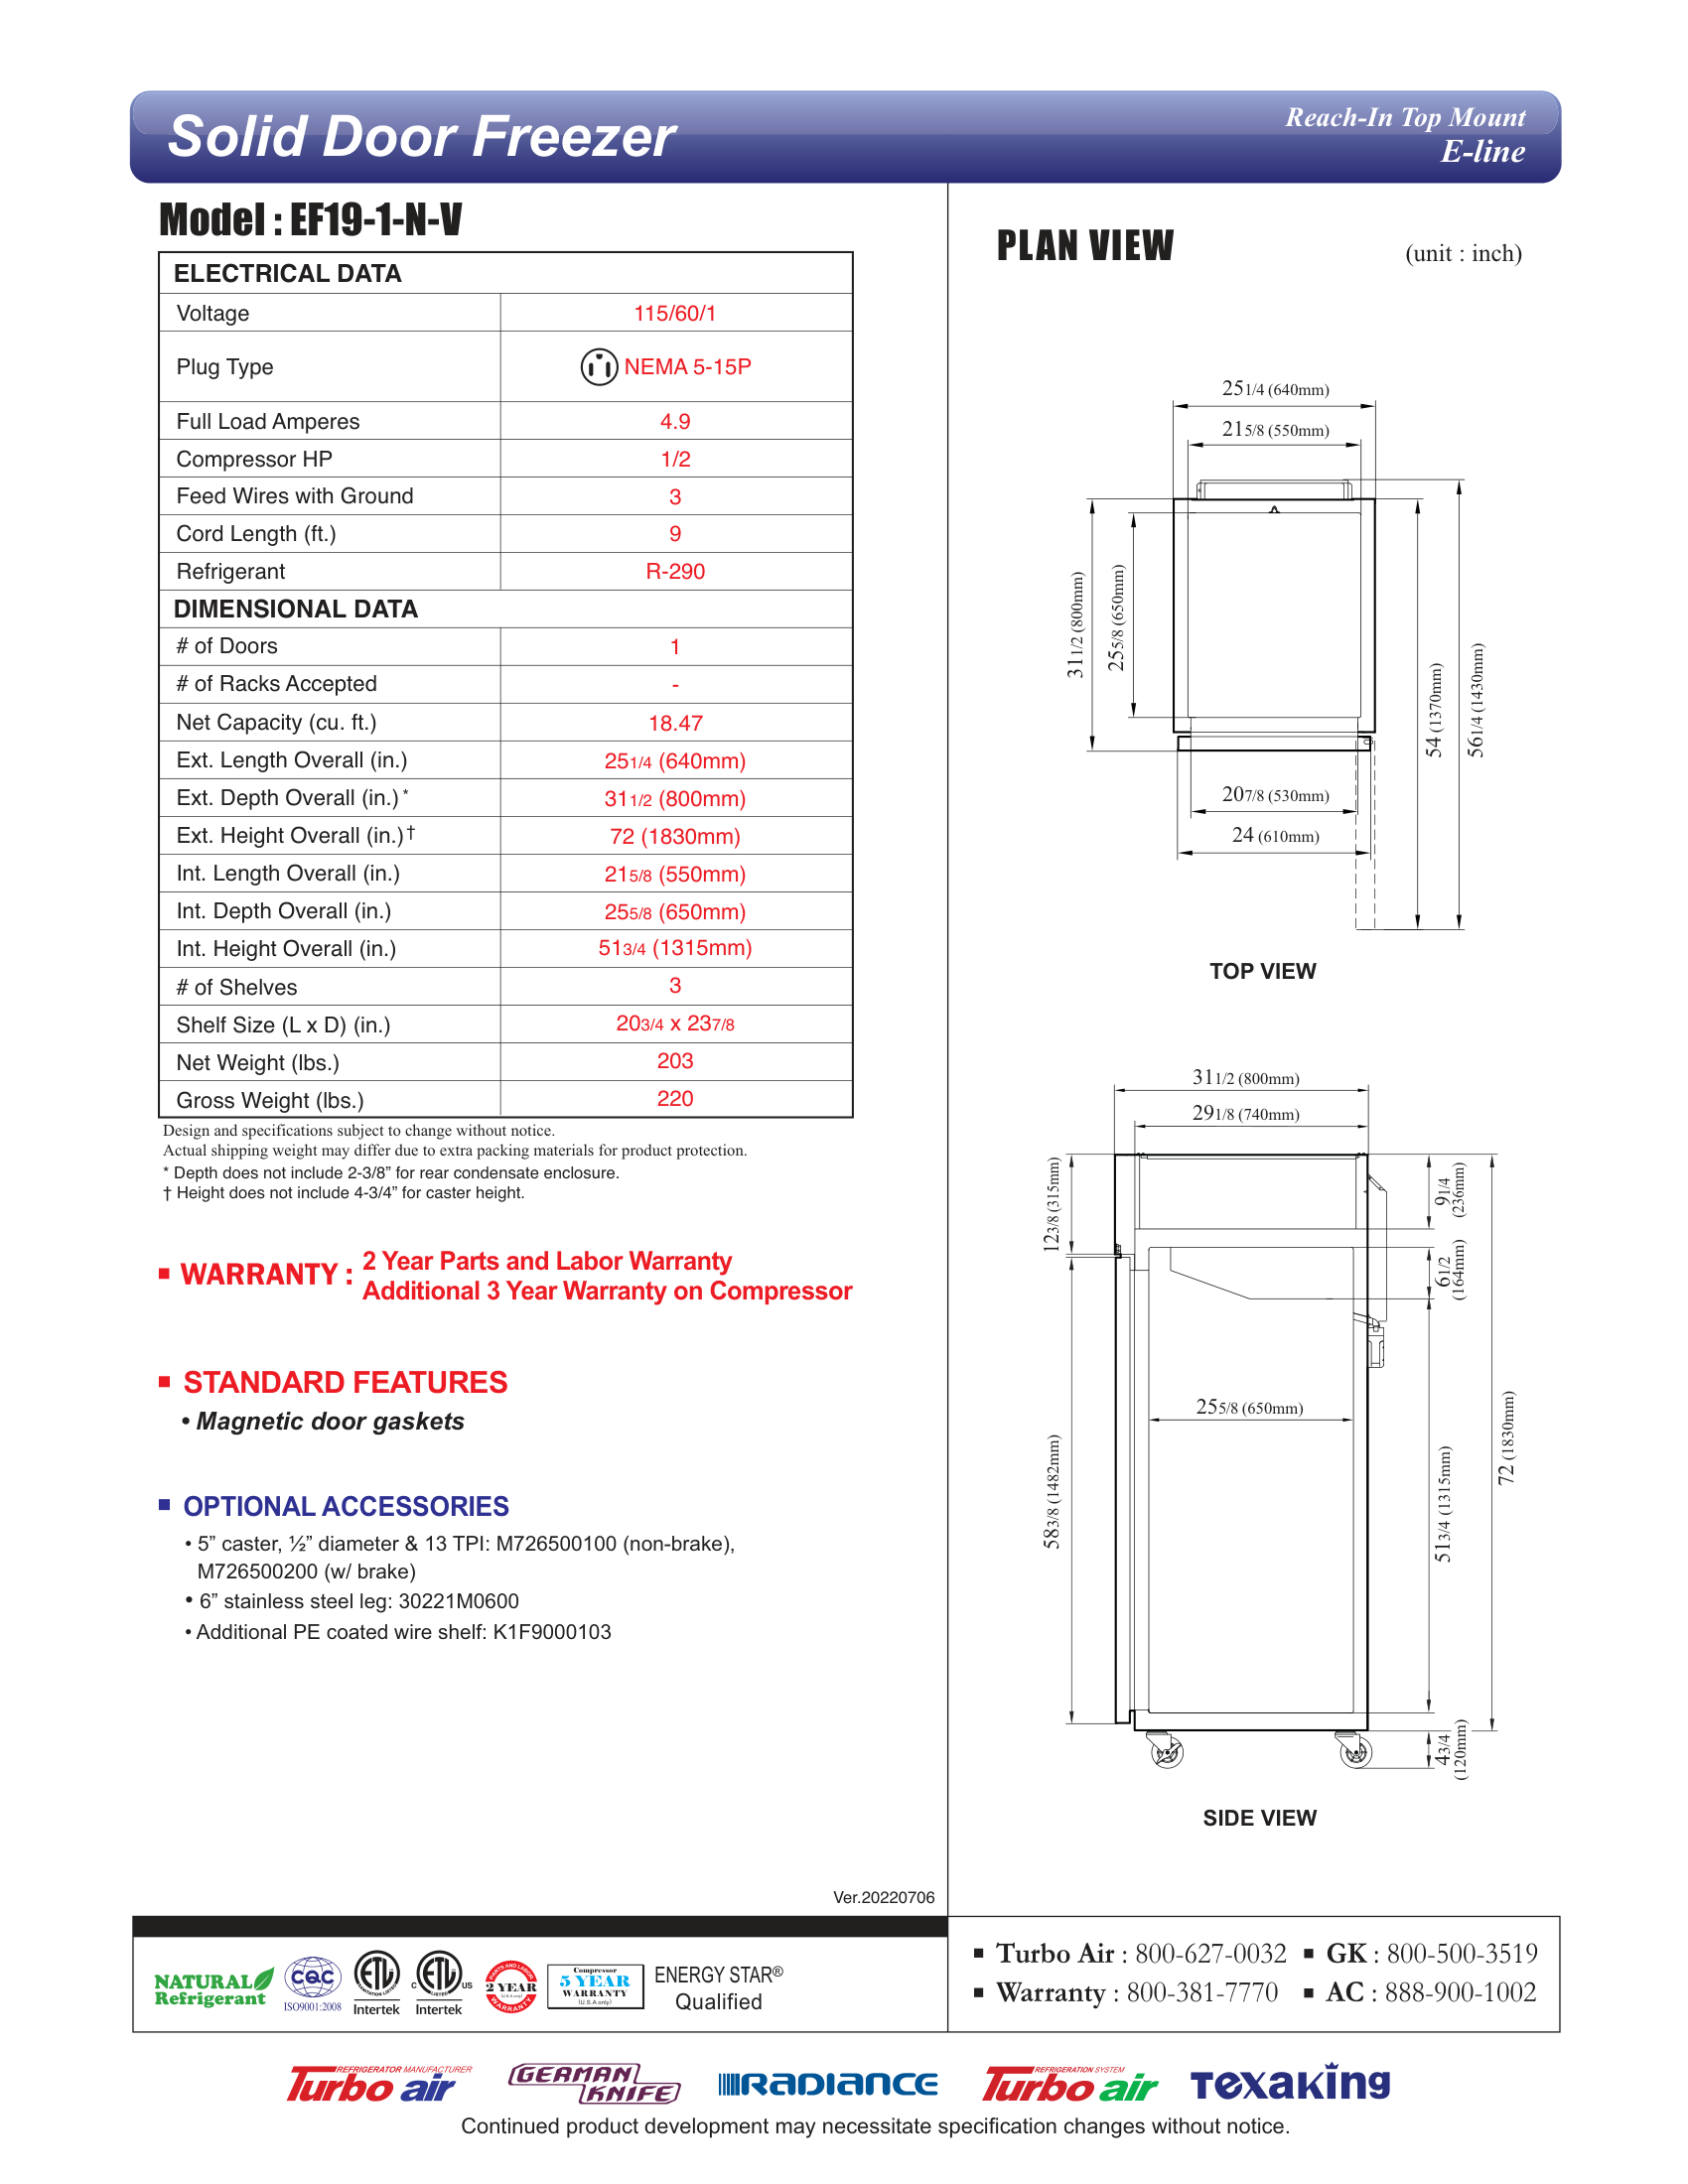 Solid Door Freezer
Reach-In Top Mount
E-line
Model : EF19-1-N-V
ELECTRICAL DATA
Voltage 115/60/1
Plug Type NEMA 5-15P
Full Load Amperes 4.9
Compressor HP 1/2
Feed Wires with Ground 3
Cord Length (ft.) 9
Refrigerant R-290
DIMENSIONAL DATA
# of Doors 1
# of Racks Accepted -
Net Capacity (cu. ft.) 18.47
Ext. Length Overall (in.) 25 1/4 (640mm)
Ext. Depth Overall (in.)* 31 1/2 (800mm)
Ext. Height Overall (in.)† 72 (1830mm)
Int. Length Overall (in.) 21 5/8 (550mm)
Int. Depth Overall (in.) 25 5/8 (650mm)
Int. Height Overall (in.) 51 3/4 (1315mm)
# of Shelves 3
Shelf Size (L x D) (in.) 20 3/4 x 23 7/8
Net Weight (lbs.) 203
Gross Weight (lbs.) 220
Design and specifications subject to change without notice.
Actual shipping weight may differ due to extra packing materials for product protection.
* Depth does not include 2-3/8” for rear condensate enclosure.
† Height does not include 4-3/4” for caster height.
WARRANTY : 2 Year Parts and Labor Warranty
Additional 3 Year Warranty on Compressor
STANDARD FEATURES
• Magnetic door gaskets
OPTIONAL ACCESSORIES
• 5” caster, ½” diameter & 13 TPI: M726500100 (non-brake),
M726500200 (w/ brake)
• 6” stainless steel leg: 30221M0600
• Additional PE coated wire shelf: K1F9000103
Ver.20220706
PLAN VIEW
(unit : inch)
25 1/4 (640mm)
21 5/8 (550mm)
31 1/2 (800mm)
25 5/8 (650mm)
54 (1370mm)
56 1/4 (1430mm)
20 7/8 (530mm)
24 (610mm)
TOP VIEW
31 1/2 (800mm)
29 1/8 (740mm)
12 3/8 (315mm)
9 1/4 (236mm)
6 1/2 (164mm)
25 5/8 (650mm)
58 3/8 (1482mm)
51 3/4 (1315mm)
72 (1830mm)
4 3/4 (120mm)
SIDE VIEW
NATURAL
Refrigerant
CQC
ISO9001:2008
ETL
Intertek
C ETL US
LISTED
Intertek
PARTS AND LABOR
2 YEAR
WARRANTY
Compressor
5 YEAR
WARRANTY
(U.S.A only)
ENERGY STAR®
Qualified
Turbo Air : 800-627-0032
GK : 800-500-3519
Warranty : 800-381-7770
AC : 888-900-1002
REFRIGERATOR MANUFACTURER
Turbo air
GERMAN
KNIFE
RADIANCE
REFRIGERATION SYSTEM
Turbo air
TEXAKING
Continued product development may necessitate specification changes without notice.